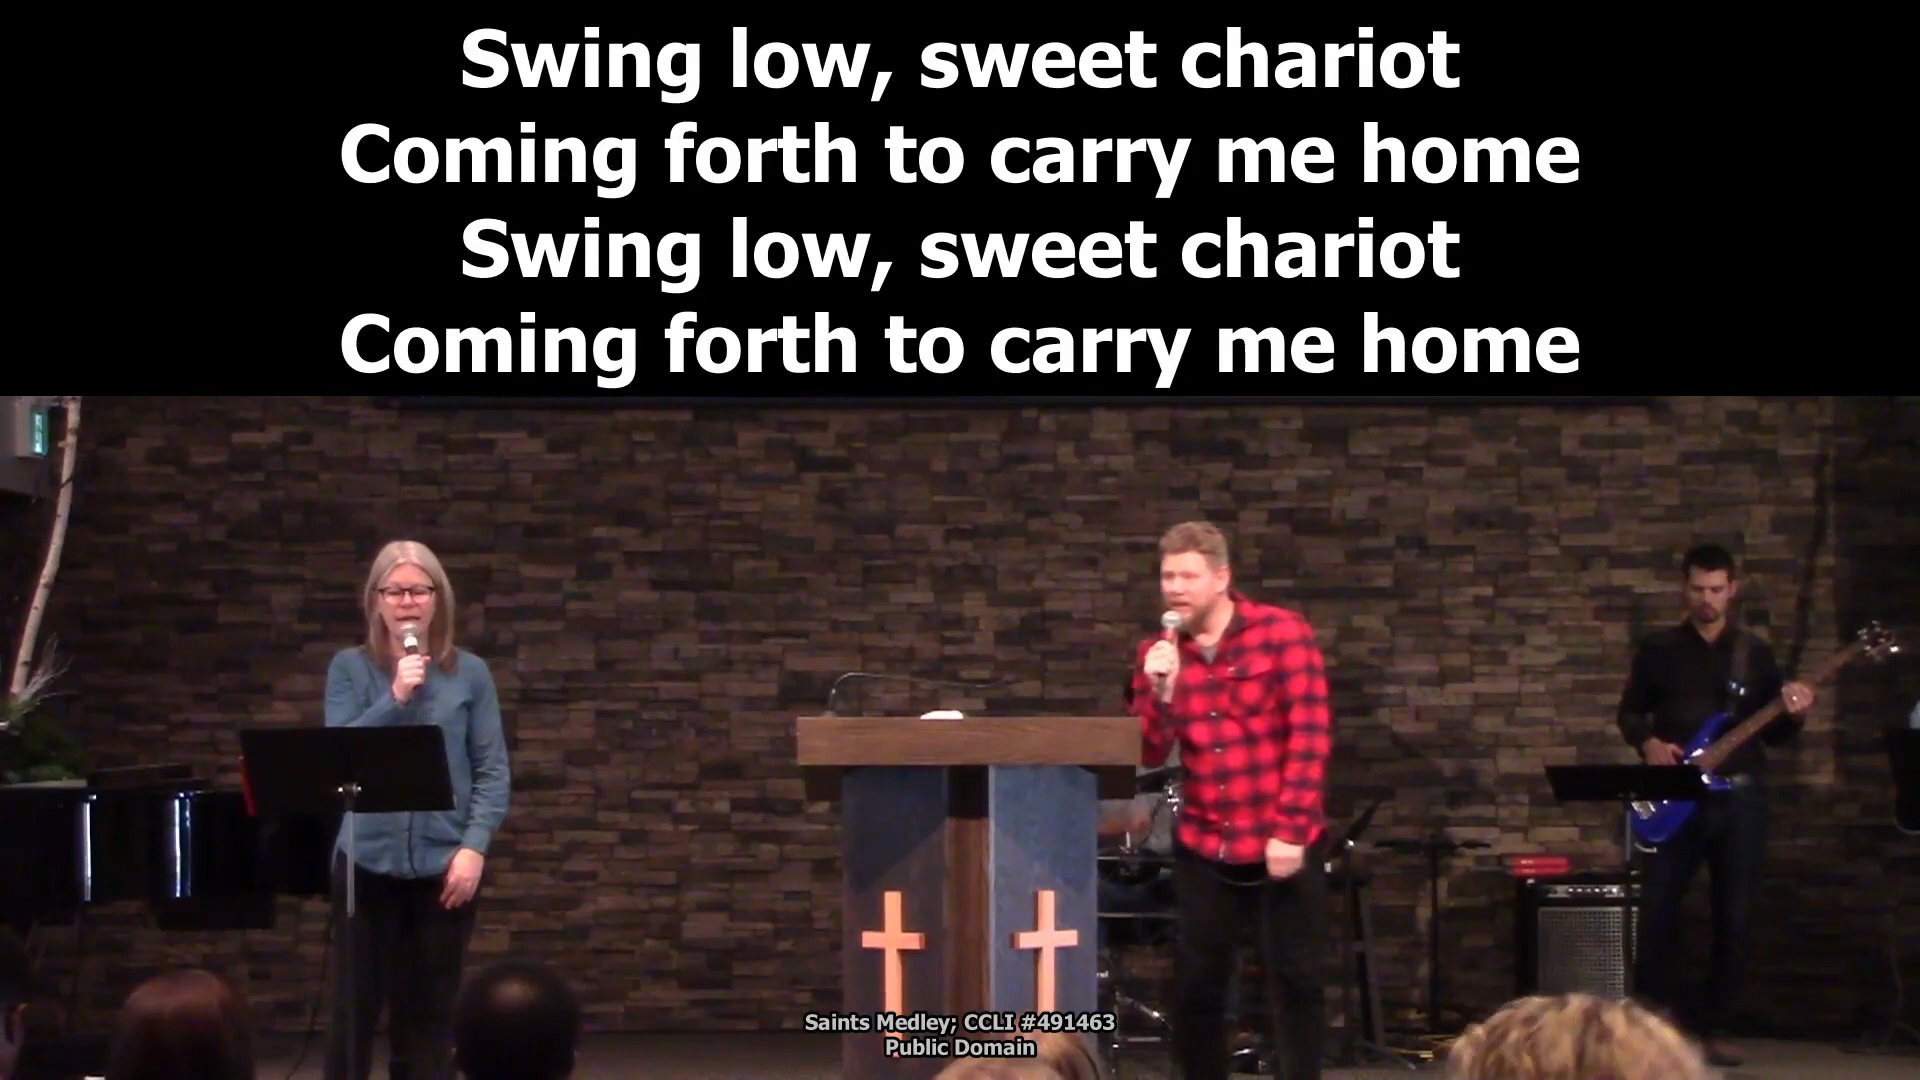 Swing low, sweet chariot
Coming forth to carry me home
Swing low, sweet chariot
Coming forth to carry me home
Saints Medley; CCLI #491463
Public Domain